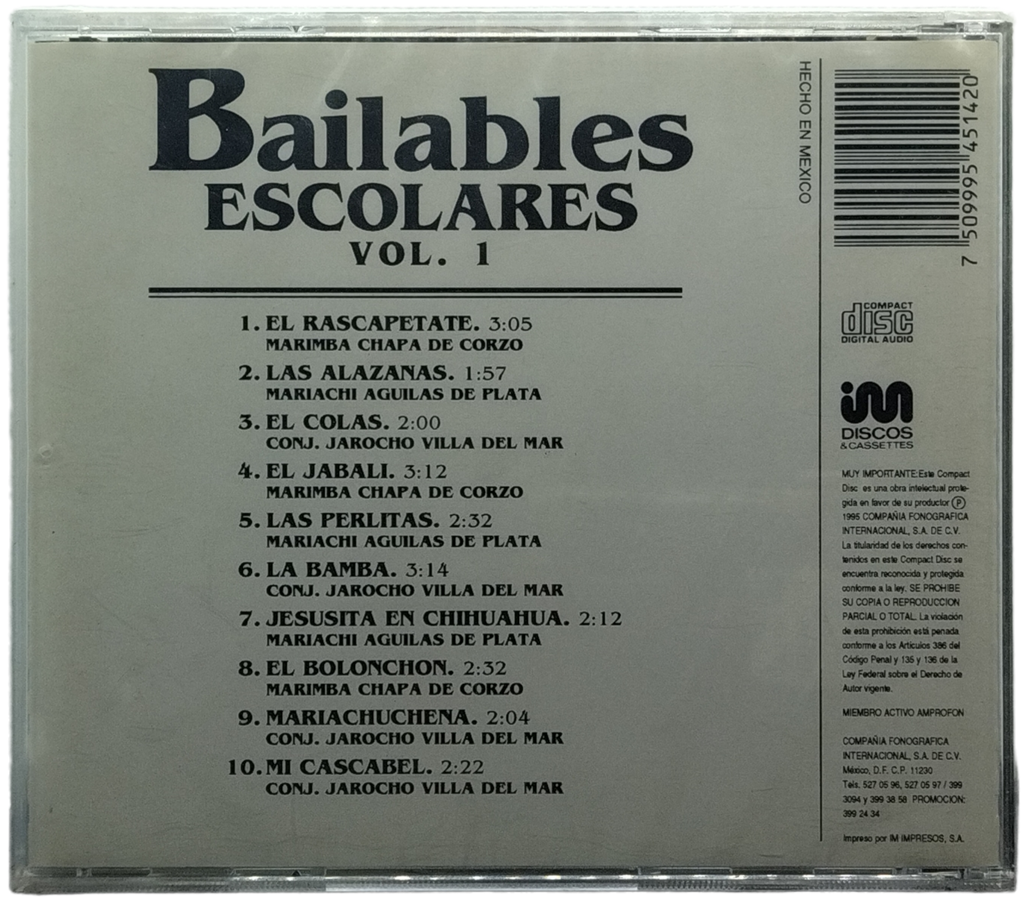 Bailables
ESCOLARES
VOL. 1
1. EL RASCAPETATE. 3:05
MARIMBA CHAPA DE CORZO
2. LAS ALAZANAS. 1:57
MARIACHI AGUILAS DE PLATA
3. EL COLAS. 2:00
CONJ. JAROCHO VILLA DEL MAR
4. EL JABALI. 3:12
MARIMBA CHAPA DE CORZO
5. LAS PERLITAS. 2:32
MARIACHI AGUILAS DE PLATA
6. LA BAMBA. 3:14
CONJ. JAROCHO VILLA DEL MAR
7. JESUSITA EN CHIHUAHUA. 2:12
MARIACHI AGUILAS DE PLATA
8. EL BOLONCHON. 2:32
MARIMBA CHAPA DE CORZO
9. MARIACHUCHENA. 2:04
CONJ. JAROCHO VILLA DEL MAR
10. MI CASCABEL. 2:22
CONJ. JAROCHO VILLA DEL MAR
HECHO EN MEXICO
7 509995 451420
COMPACT
disc
DIGITAL AUDIO
im
DISCOS
& CASSETTES
MUY IMPORTANTE: Este Compact
Disc es una obra intelectual prote-
gida en favor de su productor Ⓟ
1995 COMPAÑIA FONOGRAFICA
INTERNACIONAL, S.A. DE C.V.
La titularidad de los derechos con-
tenidos en este Compact Disc se
encuentra reconocida y protegida
conforme a la ley. SE PROHIBE
SU COPIA O REPRODUCCION
PARCIAL O TOTAL. La violación
de esta prohibición está penada
conforme a los Artículos 386 del
Código Penal y 135 y 136 de la
Ley Federal sobre el Derecho de
Autor vigente.
MIEMBRO ACTIVO AMPROFON
COMPAÑIA FONOGRAFICA
INTERNACIONAL, S.A. DE C.V.
México, D.F. C.P. 11230
Tels. 527 05 96, 527 05 97 / 399
3094 y 399 38 58 PROMOCION:
399 24 34
Impreso por IM IMPRESOS, S.A.